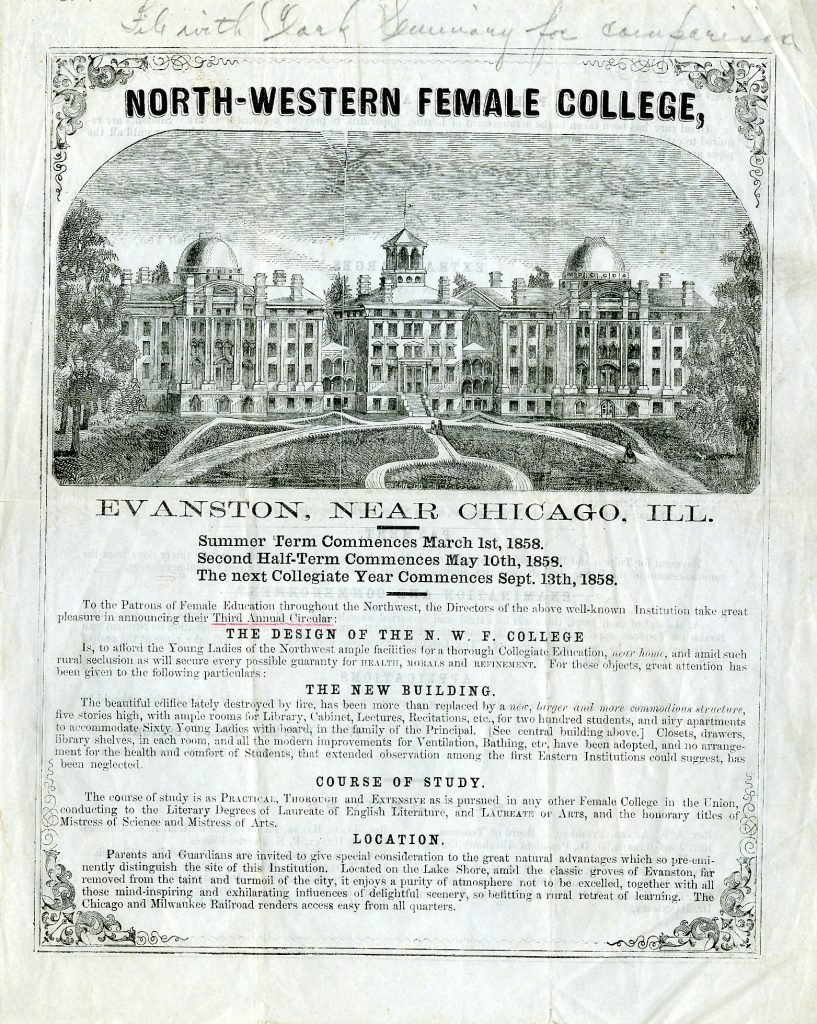 File with Clark Seminary for comparison
NORTH-WESTERN FEMALE COLLEGE,
EVANSTON, NEAR CHICAGO, ILL.
Summer Term Commences March 1st, 1858.
Second Half-Term Commences May 10th, 1858.
The next Collegiate Year Commences Sept. 13th, 1858.
To the Patrons of Female Education throughout the Northwest, the Directors of the above well-known Institution take great
pleasure in announcing their Third Annual Circular:
THE DESIGN OF THE N. W. F. COLLEGE
Is, to afford the Young Ladies of the Northwest ample facilities for a thorough Collegiate Education, near home, and amid such
rural seclusion as will secure every possible guaranty for HEALTH, MORALS and REFINEMENT. For these objects, great attention has
been given to the following particulars:
THE NEW BUILDING.
The beautiful edifice lately destroyed by fire, has been more than replaced by a new, larger and more commodious structure,
five stories high, with ample rooms for Library, Cabinet, Lectures, Recitations, etc., for two hundred students, and airy apartments
to accommodate Sixty Young Ladies with board, in the family of the Principal. [See central building above.] Closets, drawers,
library shelves, in each room, and all the modern improvements for Ventilation, Bathing, etc. have been adopted, and no arrange-
ment for the health and comfort of Students, that extended observation among the first Eastern Institutions could suggest, has
been neglected.
COURSE OF STUDY.
The course of study is as PRACTICAL, THOROUGH and EXTENSIVE as is pursued in any other Female College in the Union,
conducting to the Literary Degrees of Laureate of English Literature, and LAUREATE OF ARTS, and the honorary titles of
Mistress of Science and Mistress of Arts.
LOCATION.
Parents and Guardians are invited to give special consideration to the great natural advantages which so pre-emi-
nently distinguish the site of this Institution. Located on the Lake Shore, amid the classic groves of Evanston, far
removed from the taint and turmoil of the city, it enjoys a purity of atmosphere not to be excelled, together with all
those mind-inspiring and exhilarating influences of delightful scenery, so befitting a rural retreat of learning. The
Chicago and Milwaukee Railroad renders access easy from all quarters.